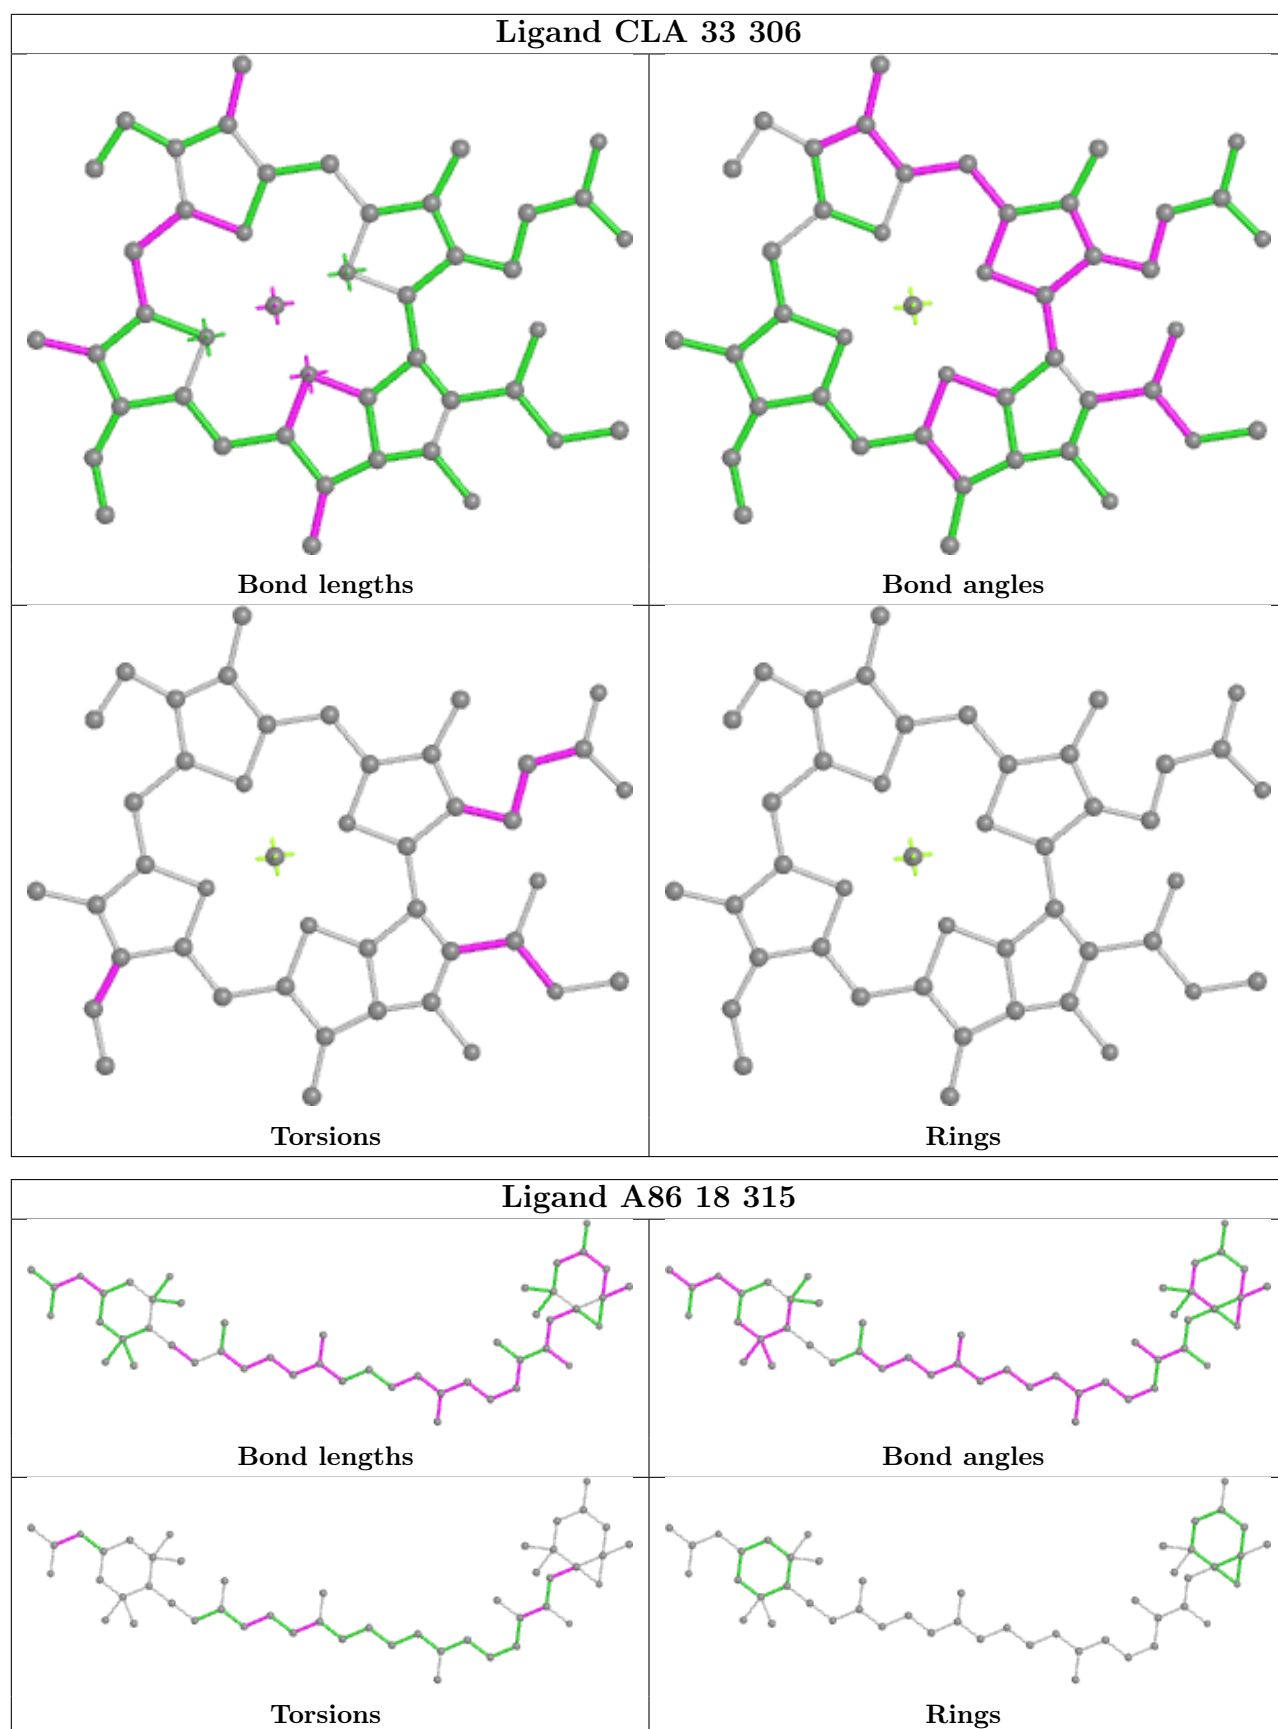 Ligand CLA 33 306
Bond lengths
Bond angles
Torsions
Rings
Ligand A86 18 315
Bond lengths
Bond angles
Torsions
Rings